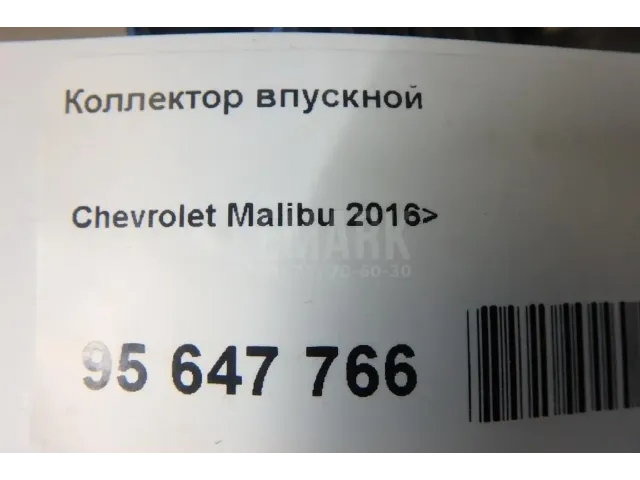 Коллектор впускной
Chevrolet Malibu 2016>
95 647 766